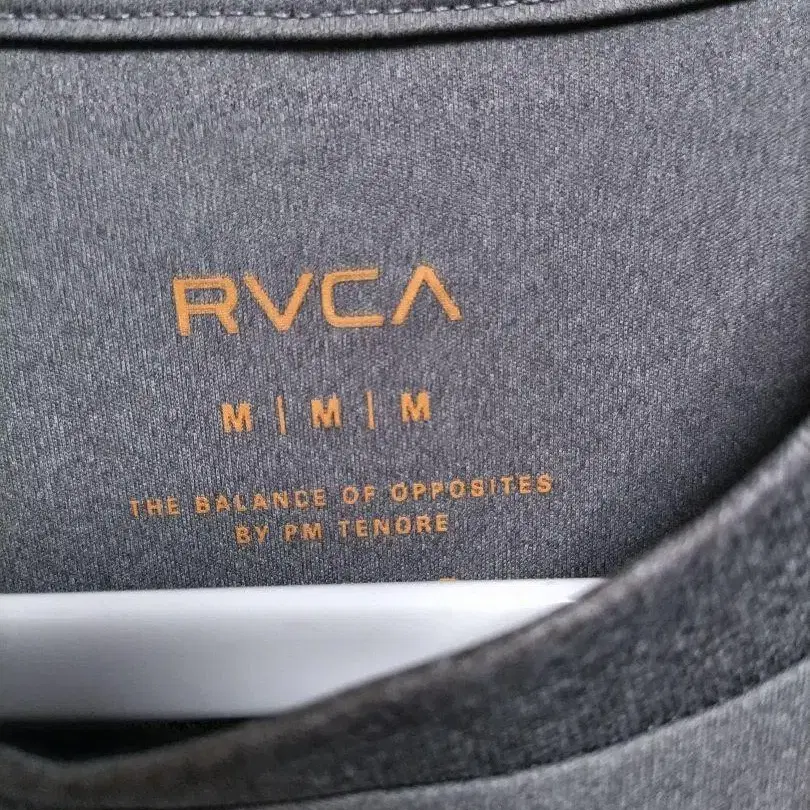 RVCA
M | M | M
THE BALANCE OF OPPOSITES
BY PM TENORE